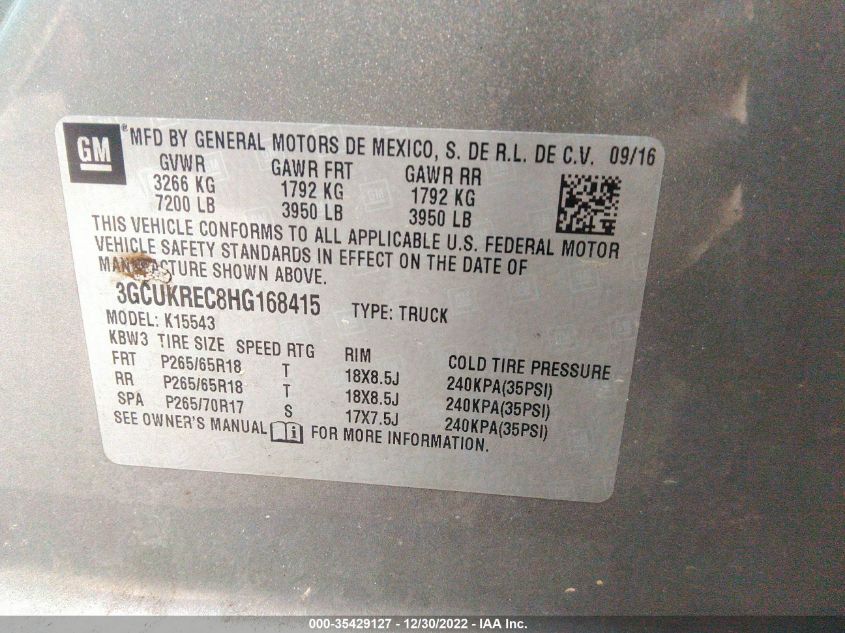 GM ® MFD BY GENERAL MOTORS DE MEXICO, S. DE R.L. DE C.V. 09/16
GVWR GAWR FRT GAWR RR
3266 KG 1792 KG 1792 KG
7200 LB 3950 LB 3950 LB
THIS VEHICLE CONFORMS TO ALL APPLICABLE U.S. FEDERAL MOTOR
VEHICLE SAFETY STANDARDS IN EFFECT ON THE DATE OF
MANUFACTURE SHOWN ABOVE.
3GCUKREC8HG168415 TYPE: TRUCK
MODEL: K15543
KBW3 TIRE SIZE SPEED RTG RIM COLD TIRE PRESSURE
FRT P265/65R18 T 18X8.5J 240KPA(35PSI)
RR P265/65R18 T 18X8.5J 240KPA(35PSI)
SPA P265/70R17 S 17X7.5J 240KPA(35PSI)
SEE OWNER'S MANUAL FOR MORE INFORMATION.
000-35429127 - 12/30/2022 - IAA Inc.